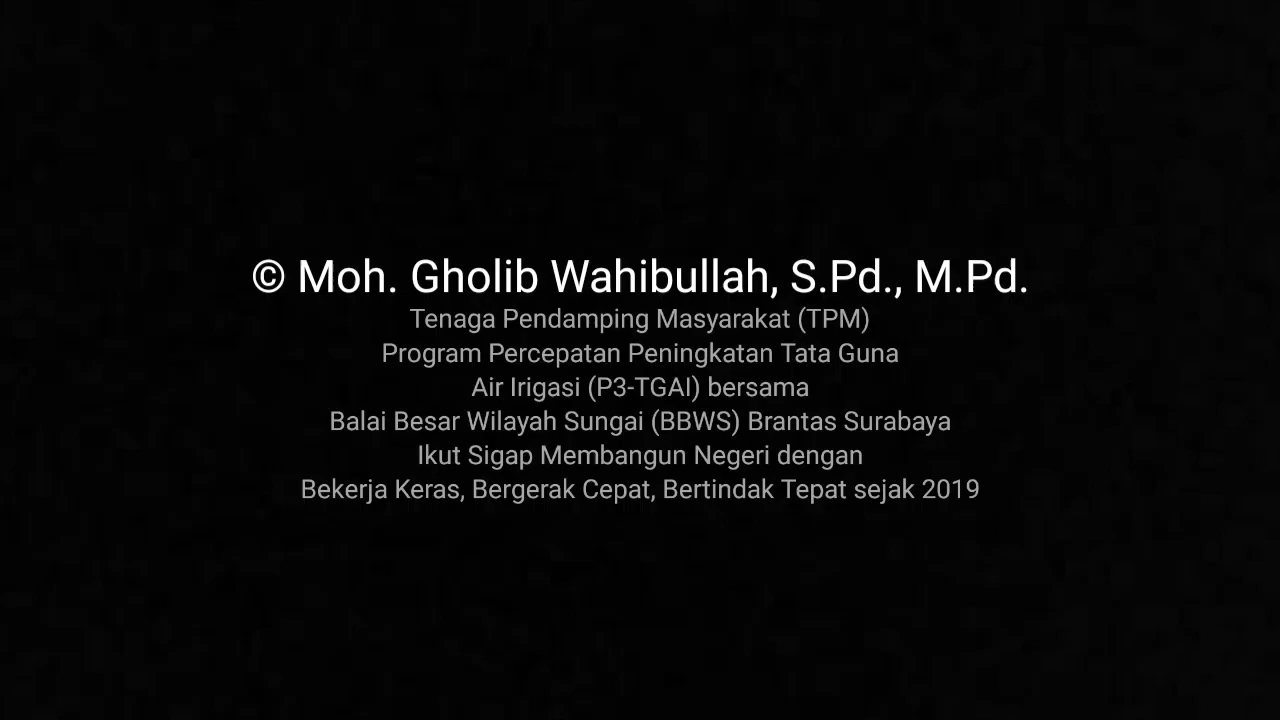 © Moh. Gholib Wahibullah, S.Pd., M.Pd.
Tenaga Pendamping Masyarakat (TPM)
Program Percepatan Peningkatan Tata Guna
Air Irigasi (P3-TGAI) bersama
Balai Besar Wilayah Sungai (BBWS) Brantas Surabaya
Ikut Sigap Membangun Negeri dengan
Bekerja Keras, Bergerak Cepat, Bertindak Tepat sejak 2019